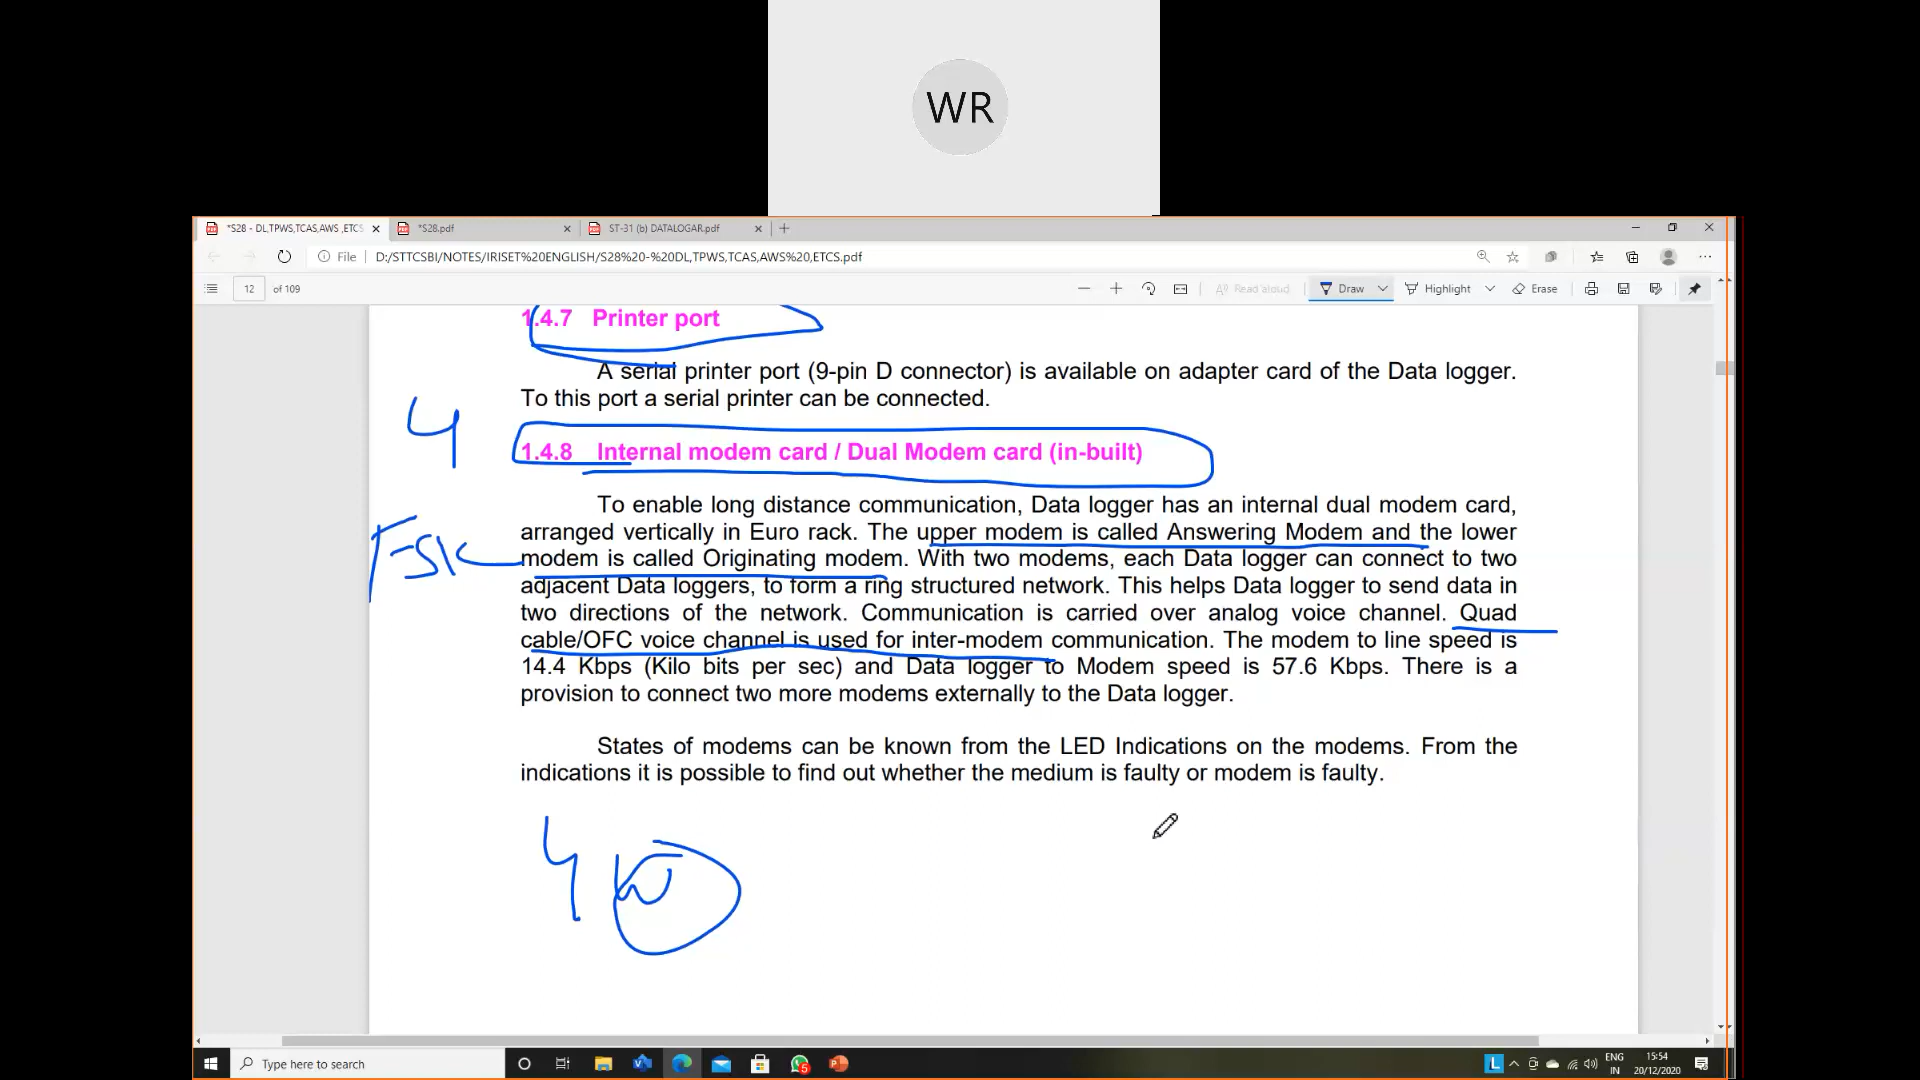 WR
*S28 - DL,TPWS,TCAS,AWS ,ETCS
*S28.pdf
ST-31 (b) DATALOGAR.pdf
File D:/STTCSBI/NOTES/IRISET%20ENGLISH/S28%20-%20DL,TPWS,TCAS,AWS%20,ETCS.pdf
12 of 109
Read aloud Draw Highlight Erase
1.4.7 Printer port
A serial printer port (9-pin D connector) is available on adapter card of the Data logger.
To this port a serial printer can be connected.
4
1.4.8 Internal modem card / Dual Modem card (in-built)
To enable long distance communication, Data logger has an internal dual modem card,
arranged vertically in Euro rack. The upper modem is called Answering Modem and the lower
FSK
modem is called Originating modem. With two modems, each Data logger can connect to two
adjacent Data loggers, to form a ring structured network. This helps Data logger to send data in
two directions of the network. Communication is carried over analog voice channel. Quad
cable/OFC voice channel is used for inter-modem communication. The modem to line speed is
14.4 Kbps (Kilo bits per sec) and Data logger to Modem speed is 57.6 Kbps. There is a
provision to connect two more modems externally to the Data logger.
States of modems can be known from the LED Indications on the modems. From the
indications it is possible to find out whether the medium is faulty or modem is faulty.
4 W
Type here to search
5
L
ENG
IN
15:54
20/12/2020